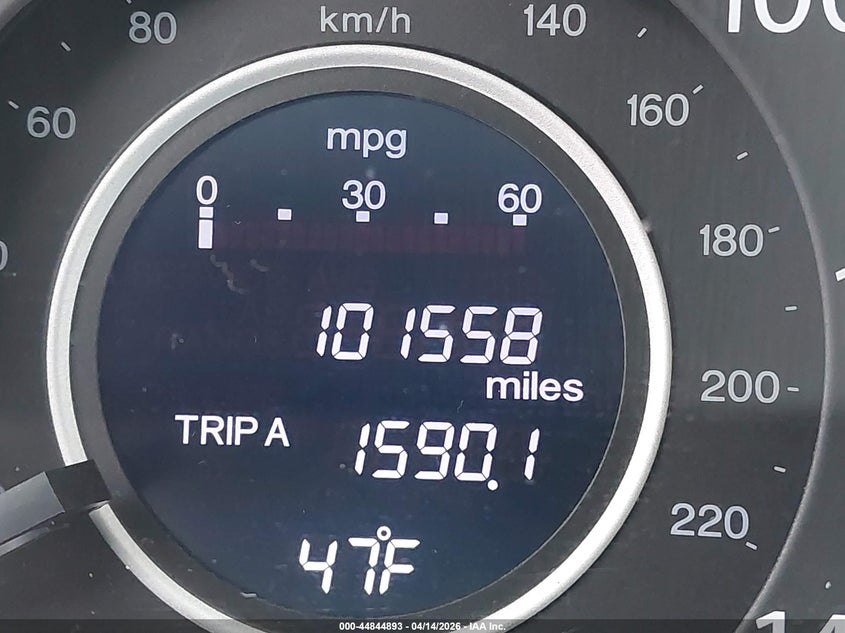 80 km/h 140
60 160
mpg
0 30 60
180
101558
miles
200
TRIP A 1590.1
220
47°F
000-44844893 - 04/14/2026 - IAA Inc.